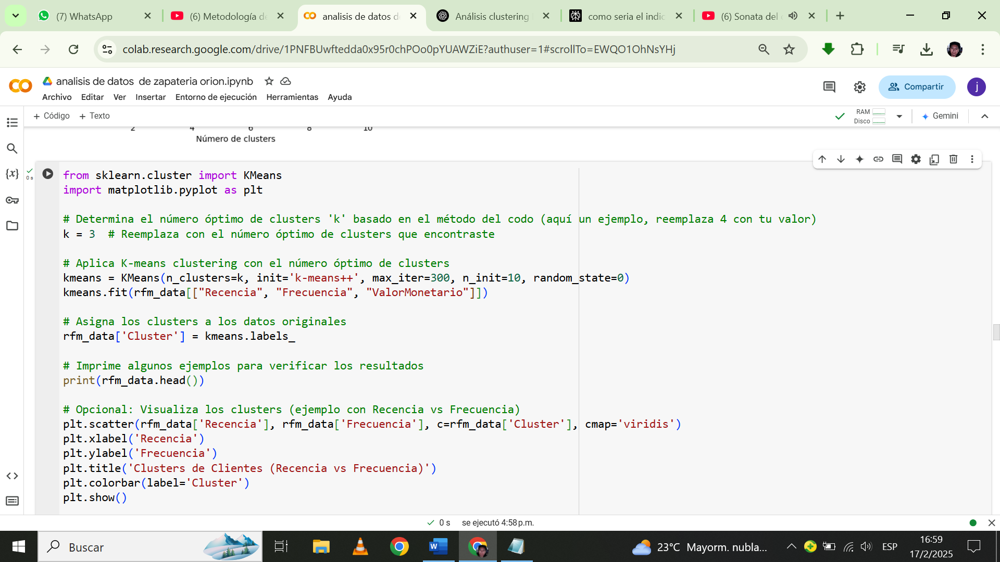 (7) WhatsApp
(6) Metodología de
analisis de datos d
Análisis clustering
como seria el indic
(6) Sonata del
colab.research.google.com/drive/1PNFBUwftedda0x95r0chPOo0pYUAWZiE?authuser=1#scrollTo=EWQO1OhNsYHj
analisis de datos de zapateria orion.ipynb
Archivo Editar Ver Insertar Entorno de ejecución Herramientas Ayuda
Compartir
j
+ Código + Texto
RAM
Disco
Gemini
2 4 6 8 10
Número de clusters
{x}
0 s
from sklearn.cluster import KMeans
import matplotlib.pyplot as plt
# Determina el número óptimo de clusters 'k' basado en el método del codo (aquí un ejemplo, reemplaza 4 con tu valor)
k = 3  # Reemplaza con el número óptimo de clusters que encontraste
# Aplica K-means clustering con el número óptimo de clusters
kmeans = KMeans(n_clusters=k, init='k-means++', max_iter=300, n_init=10, random_state=0)
kmeans.fit(rfm_data[["Recencia", "Frecuencia", "ValorMonetario"]])
# Asigna los clusters a los datos originales
rfm_data['Cluster'] = kmeans.labels_
# Imprime algunos ejemplos para verificar los resultados
print(rfm_data.head())
# Opcional: Visualiza los clusters (ejemplo con Recencia vs Frecuencia)
plt.scatter(rfm_data['Recencia'], rfm_data['Frecuencia'], c=rfm_data['Cluster'], cmap='viridis')
plt.xlabel('Recencia')
plt.ylabel('Frecuencia')
plt.title('Clusters de Clientes (Recencia vs Frecuencia)')
plt.colorbar(label='Cluster')
plt.show()
0 s se ejecutó 4:58 p.m.
Buscar
W
23°C Mayorm. nubla...
ESP
16:59
17/2/2025